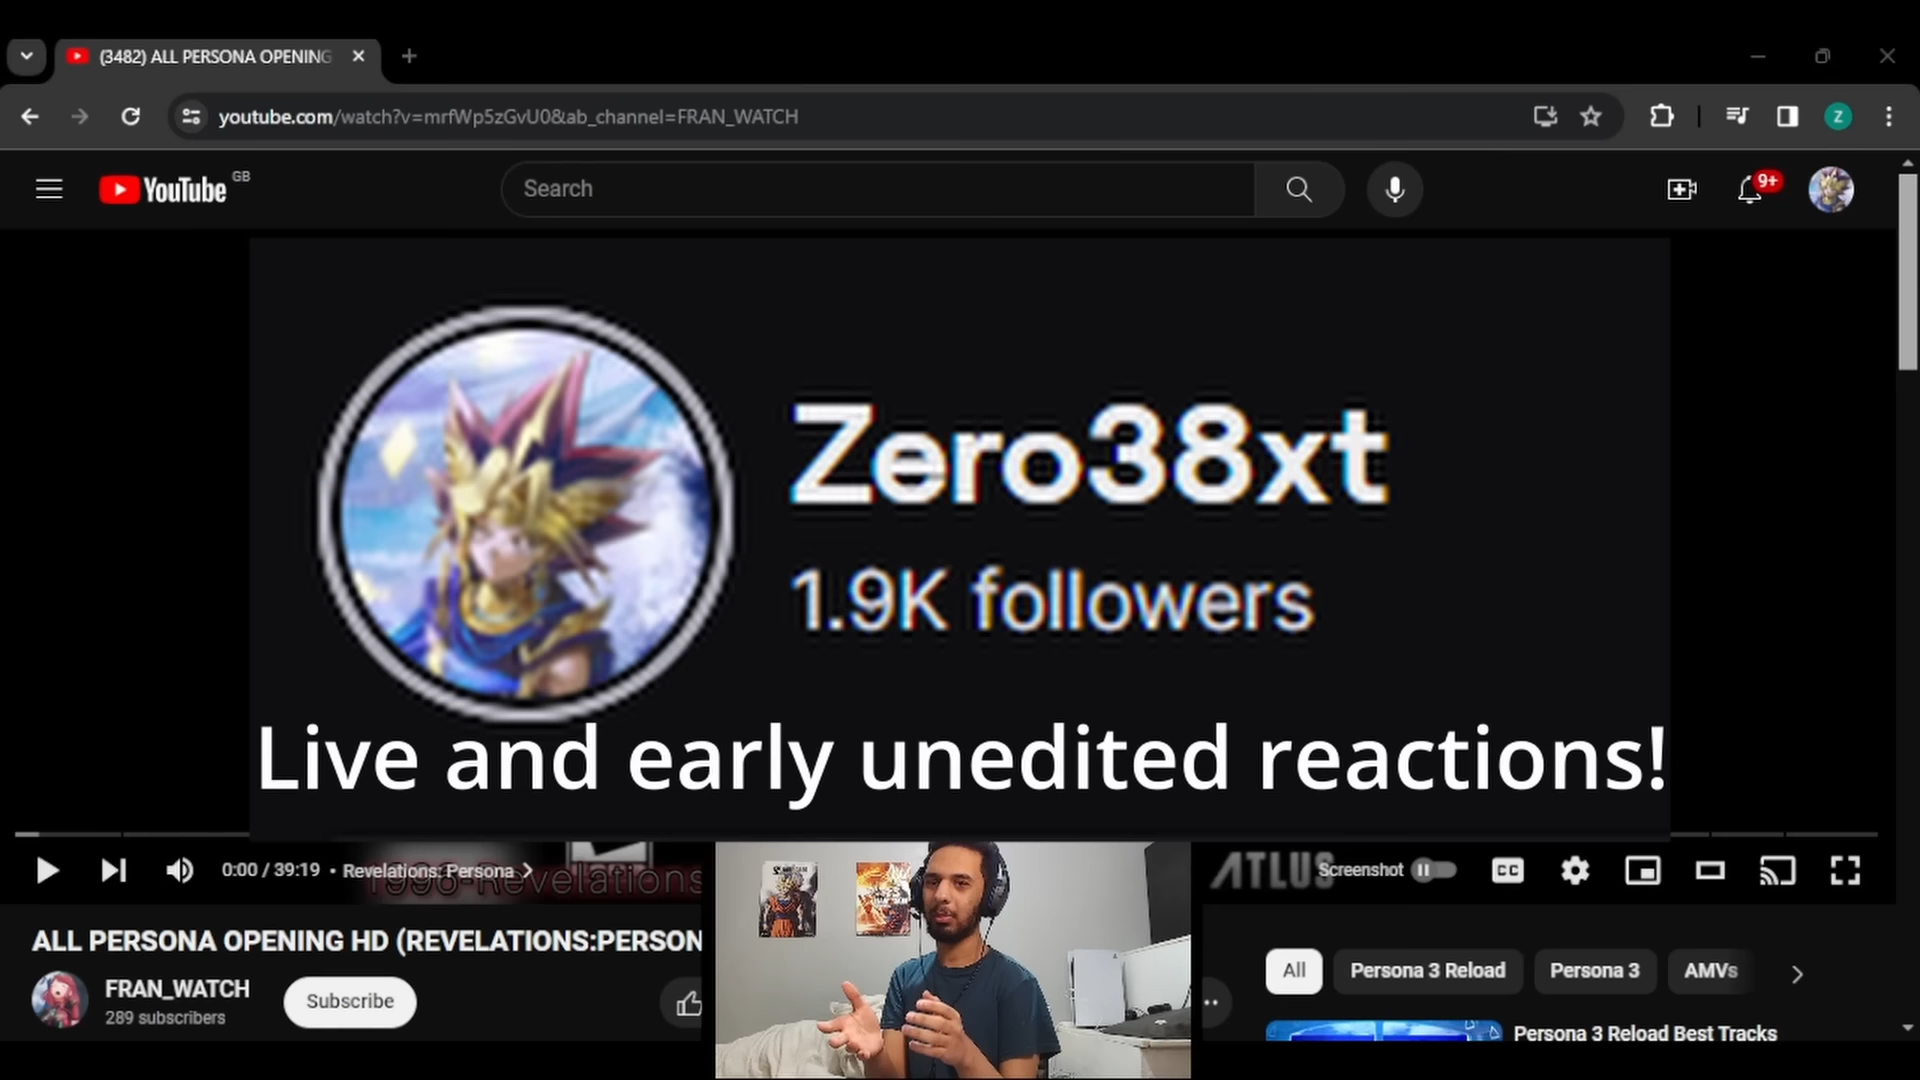 (3482) ALL PERSONA OPENING
youtube.com/watch?v=mrfWp5zGvU0&ab_channel=FRAN_WATCH
Z
YouTube GB
Search
9+
Zero38xt
1.9K followers
Live and early unedited reactions!
0:00 / 39:19 • Revelations: Persona
1996-Revelations
ATLUS
Screenshot
CC
ALL PERSONA OPENING HD (REVELATIONS:PERSON
FRAN_WATCH
289 subscribers
Subscribe
All
Persona 3 Reload
Persona 3
AMVs
Persona 3 Reload Best Tracks